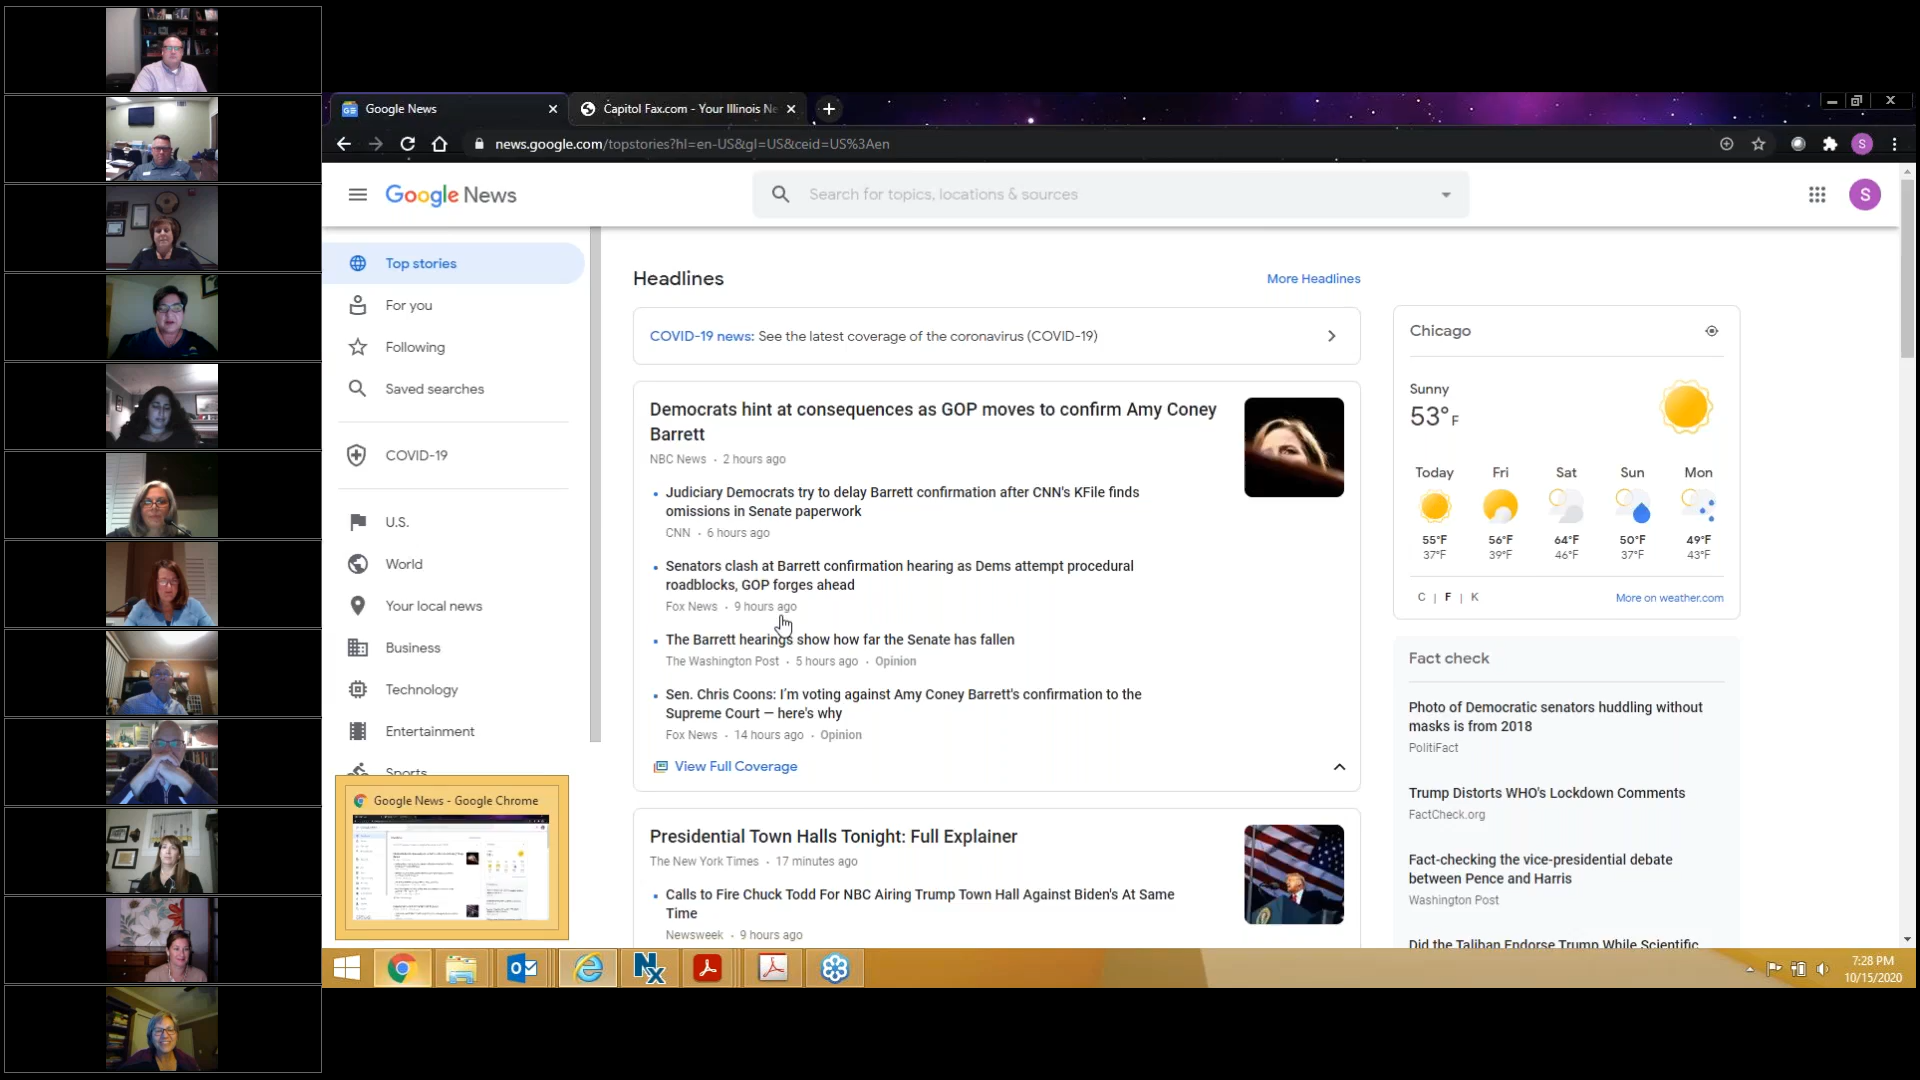 Google News
Capitol Fax.com - Your Illinois Ne
news.google.com/topstories?hl=en-US&gl=US&ceid=US%3Aen
S
Google News
Search for topics, locations & sources
S
Top stories
For you
Following
Saved searches
COVID-19
U.S.
World
Your local news
Business
Technology
Entertainment
Sports
Google News - Google Chrome
Headlines
More Headlines
COVID-19 news: See the latest coverage of the coronavirus (COVID-19)
Democrats hint at consequences as GOP moves to confirm Amy Coney
Barrett
NBC News · 2 hours ago
Judiciary Democrats try to delay Barrett confirmation after CNN's KFile finds
omissions in Senate paperwork
CNN · 6 hours ago
Senators clash at Barrett confirmation hearing as Dems attempt procedural
roadblocks, GOP forges ahead
Fox News · 9 hours ago
The Barrett hearings show how far the Senate has fallen
The Washington Post · 5 hours ago · Opinion
Sen. Chris Coons: I'm voting against Amy Coney Barrett's confirmation to the
Supreme Court — here's why
Fox News · 14 hours ago · Opinion
View Full Coverage
Presidential Town Halls Tonight: Full Explainer
The New York Times · 17 minutes ago
Calls to Fire Chuck Todd For NBC Airing Trump Town Hall Against Biden's At Same
Time
Newsweek · 9 hours ago
Chicago
Sunny
53°F
Today Fri Sat Sun Mon
55°F 56°F 64°F 50°F 49°F
37°F 39°F 46°F 37°F 43°F
C | F | K
More on weather.com
Fact check
Photo of Democratic senators huddling without
masks is from 2018
PolitiFact
Trump Distorts WHO's Lockdown Comments
FactCheck.org
Fact-checking the vice-presidential debate
between Pence and Harris
Washington Post
Did the Taliban Endorse Trump While Scientific
7:28 PM
10/15/2020